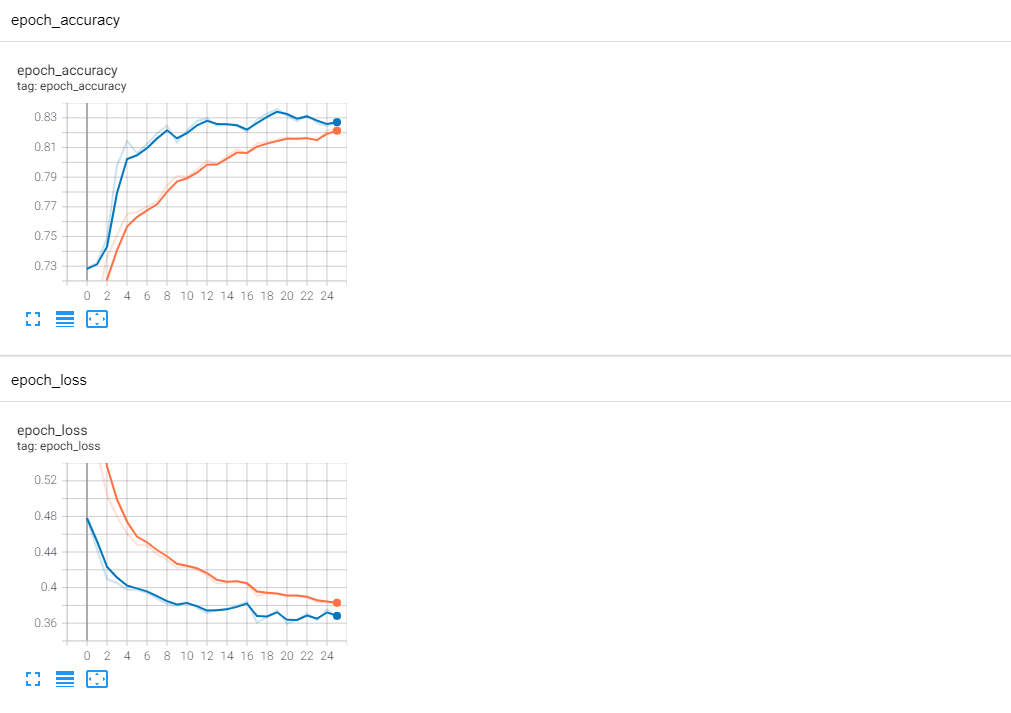 epoch_accuracy
epoch_accuracy
tag: epoch_accuracy
0.83
0.81
0.79
0.77
0.75
0.73
0 2 4 6 8 10 12 14 16 18 20 22 24
epoch_loss
epoch_loss
tag: epoch_loss
0.52
0.48
0.44
0.4
0.36
0 2 4 6 8 10 12 14 16 18 20 22 24